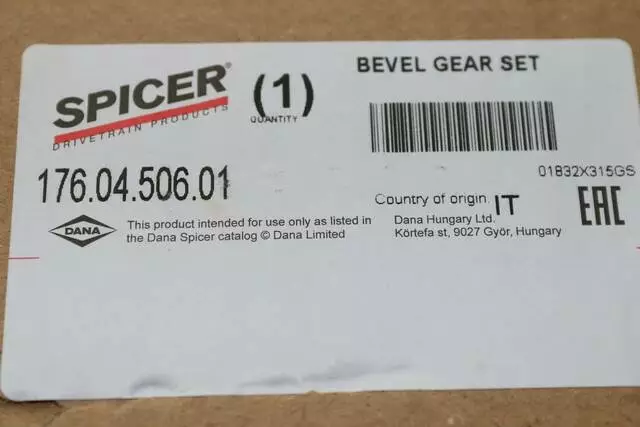 SPICER®
DRIVETRAIN PRODUCTS
(1)
QUANTITY
BEVEL GEAR SET
01832X315GS
176.04.506.01
Country of origin IT
EAC
DANA
This product intended for use only as listed in
the Dana Spicer catalog © Dana Limited
Dana Hungary Ltd.
Körtefa st, 9027 Györ, Hungary